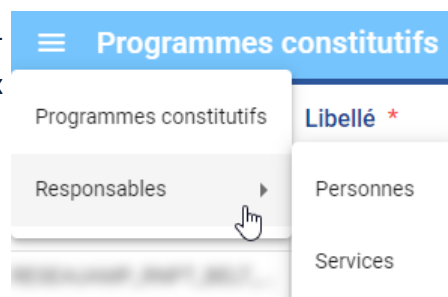 Programmes constitutifs
x
Programmes constitutifs
Libellé *
Responsables
Personnes
Services